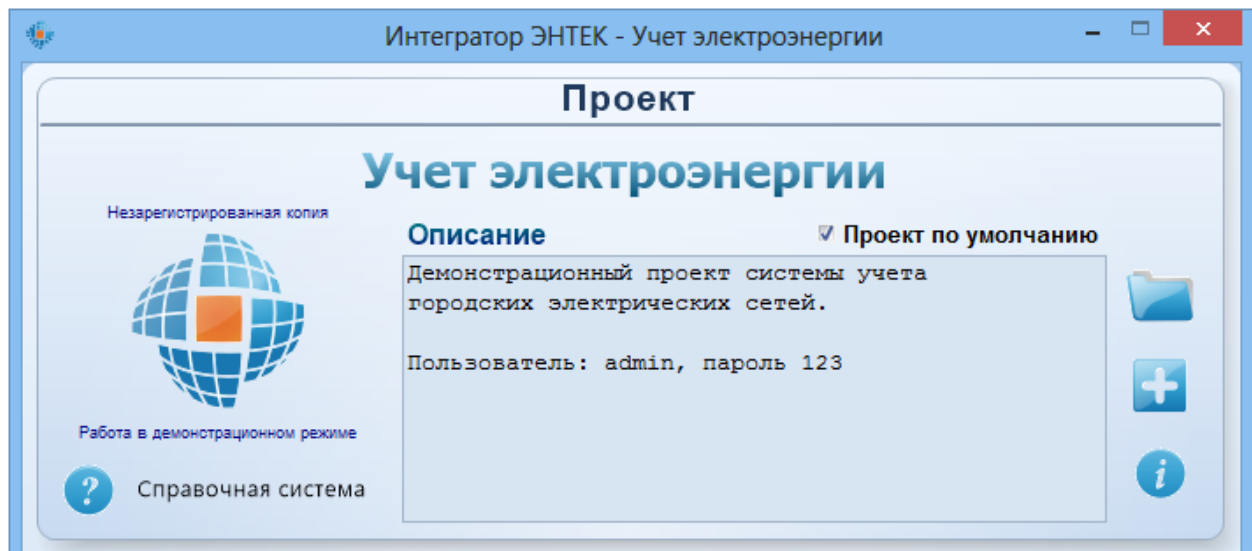 Интегратор ЭНТЕК - Учет электроэнергии
Проект
Учет электроэнергии
Незарегистрированная копия
Описание
Проект по умолчанию
Демонстрационный проект системы учета
городских электрических сетей.
Пользователь: admin, пароль 123
Работа в демонстрационном режиме
Справочная система